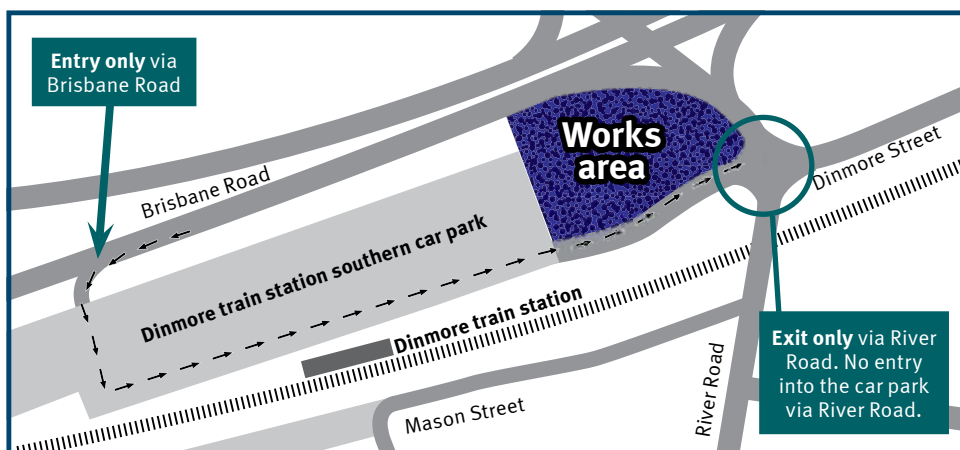 Entry only via
Brisbane Road
Works
area
Brisbane Road
Dinmore Street
Dinmore train station southern car park
Dinmore train station
Mason Street
River Road
Exit only via River
Road. No entry
into the car park
via River Road.